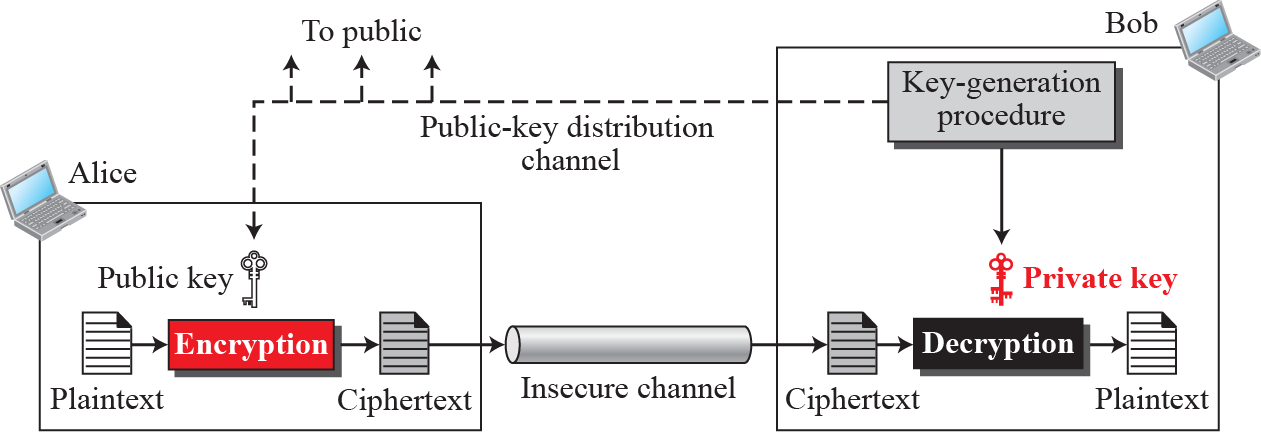 To public
Bob
Key-generation
procedure
Public-key distribution
channel
Alice
Public key
Private key
Encryption
Decryption
Plaintext
Ciphertext
Insecure channel
Ciphertext
Plaintext